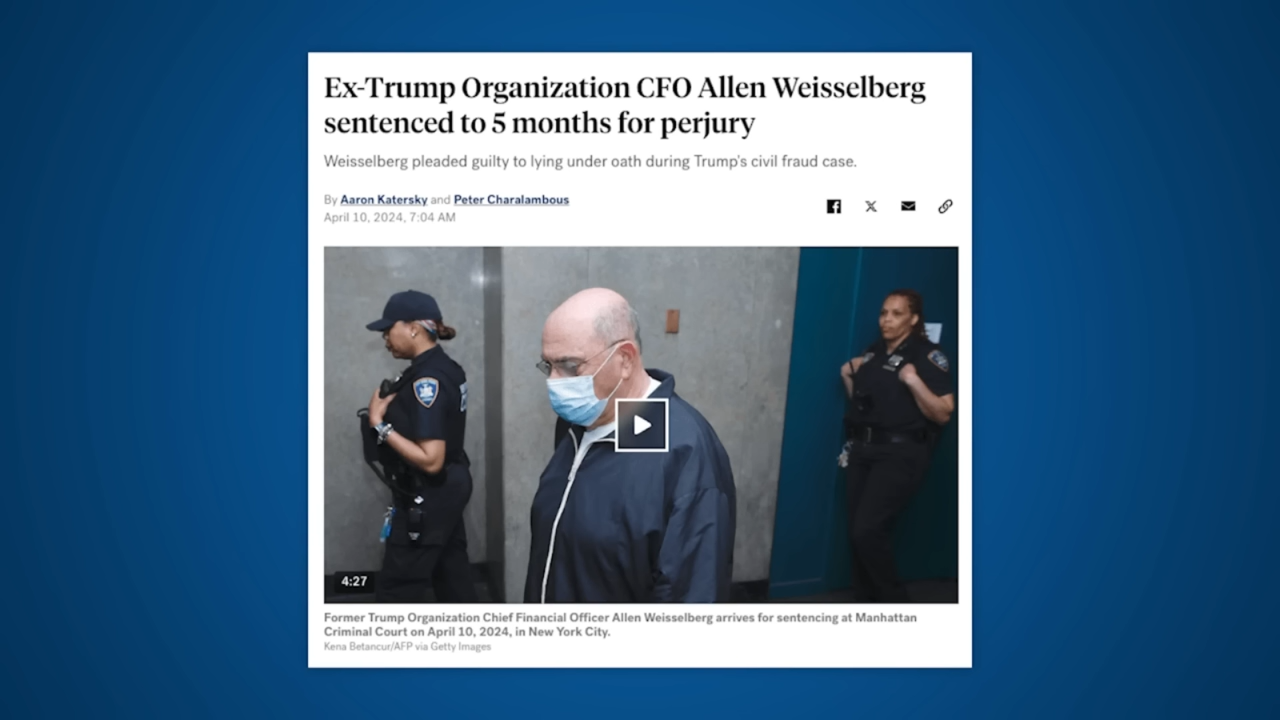 Ex-Trump Organization CFO Allen Weisselberg
sentenced to 5 months for perjury
Weisselberg pleaded guilty to lying under oath during Trump's civil fraud case.
By Aaron Katersky and Peter Charalambous
April 10, 2024, 7:04 AM
4:27
Former Trump Organization Chief Financial Officer Allen Weisselberg arrives for sentencing at Manhattan
Criminal Court on April 10, 2024, in New York City.
Kena Betancur/AFP via Getty Images